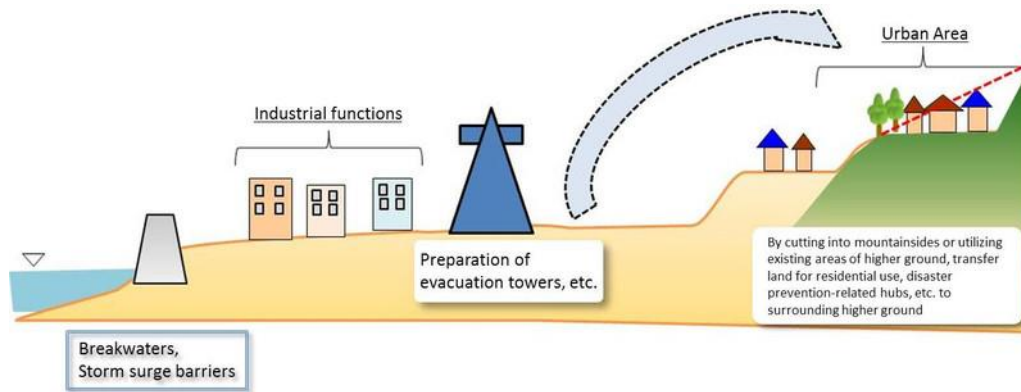 Urban Area
Industrial functions
Preparation of
evacuation towers, etc.
By cutting into mountainsides or utilizing
existing areas of higher ground, transfer
land for residential use, disaster
prevention-related hubs, etc. to
surrounding higher ground
Breakwaters,
Storm surge barriers